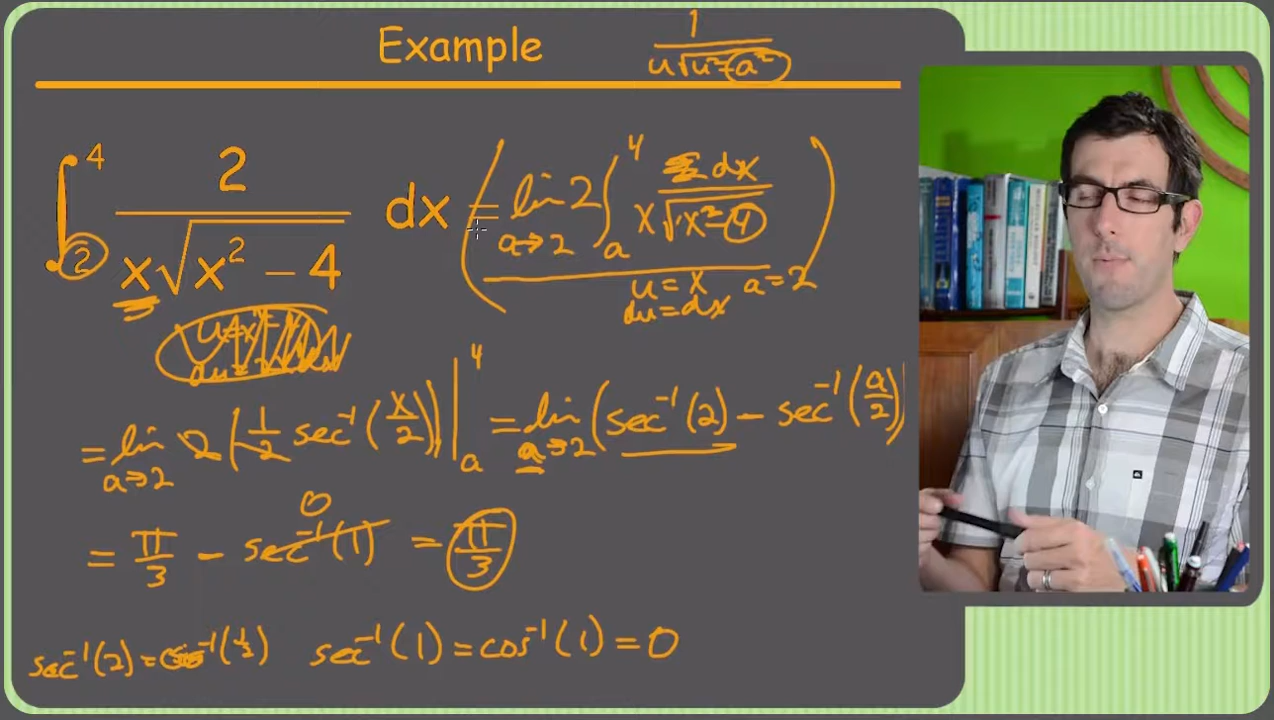 Example
1 / (u√(u²-a²))
∫₂⁴ 2 / (x√(x² - 4)) dx = lim a→2 2 ∫ₐ⁴ dx / (x√(x²-4))
u = x a = 2
du = dx
= lim a→2 2 (1/2 sec⁻¹(x/2)) |ₐ⁴ = lim a→2 (sec⁻¹(2) - sec⁻¹(a/2))
0
= π/3 - sec⁻¹(1) = π/3
sec⁻¹(2) = cos⁻¹(1/2) sec⁻¹(1) = cos⁻¹(1) = 0